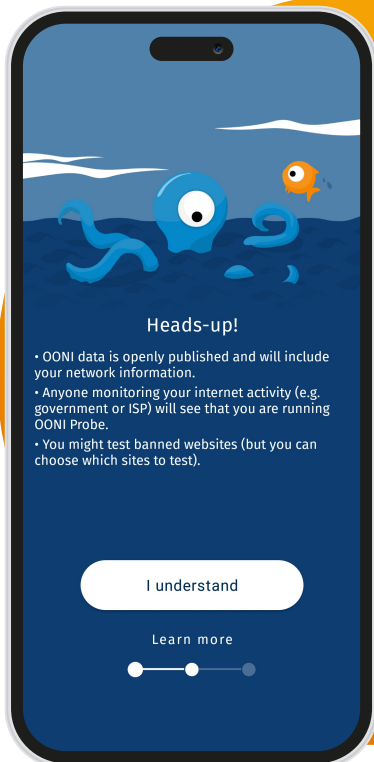 Heads-up!
• OONI data is openly published and will include
your network information.
• Anyone monitoring your internet activity (e.g.
government or ISP) will see that you are running
OONI Probe.
• You might test banned websites (but you can
choose which sites to test).
I understand
Learn more